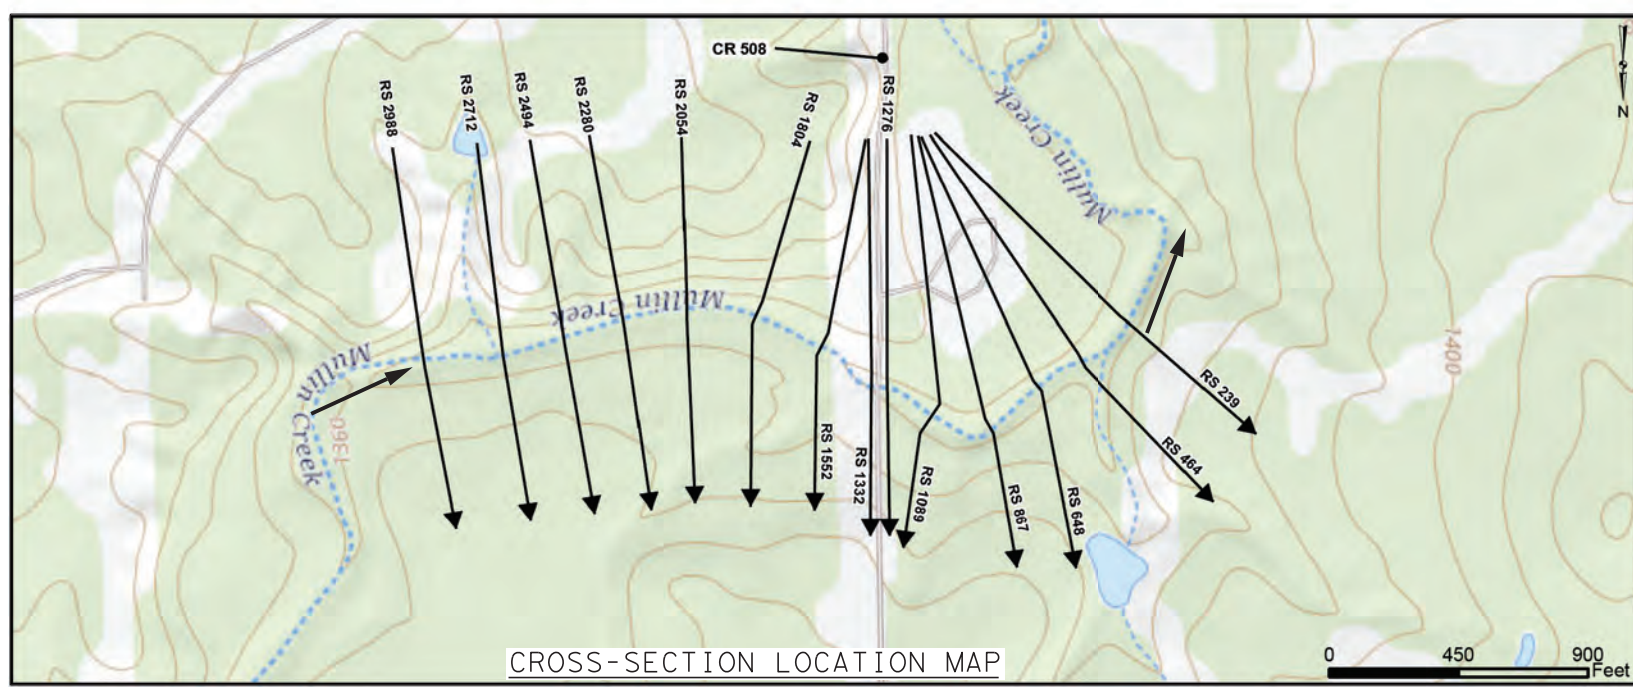 CR 508
RS 2988
RS 2712
RS 2494
RS 2280
RS 2054
RS 1804
RS 1276
N
Mullin Creek
Mullin Creek
Mullin
Creek
1360
1400
RS 1552
RS 1332
RS 1089
RS 867
RS 648
RS 464
RS 239
CROSS-SECTION LOCATION MAP
0 450 900
Feet